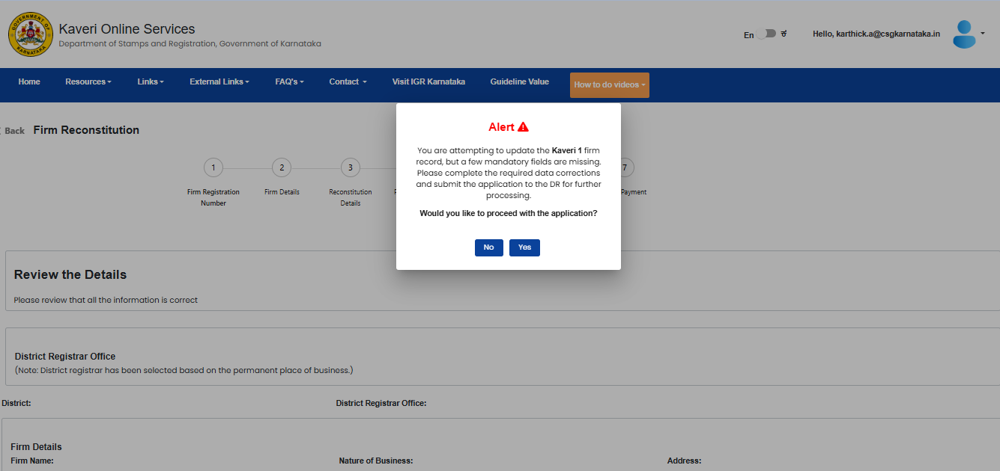 GOVERNMENT OF
KARNATAKA
Kaveri Online Services
Department of Stamps and Registration, Government of Karnataka
En ಕ
Hello, karthick.a@csgkarnataka.in
Home Resources Links External Links FAQ's Contact Visit IGR Karnataka Guideline Value How to do videos
Back Firm Reconstitution
Alert
You are attempting to update the Kaveri 1 firm
record, but a few mandatory fields are missing.
Please complete the required data corrections
and submit the application to the DR for further
processing.
Would you like to proceed with the application?
No Yes
1 2 3 7
Firm Registration Firm Details Reconstitution Payment
Number Details
Review the Details
Please review that all the information is correct
District Registrar Office
(Note: District registrar has been selected based on the permanent place of business.)
District: District Registrar Office:
Firm Details
Firm Name: Nature of Business: Address: